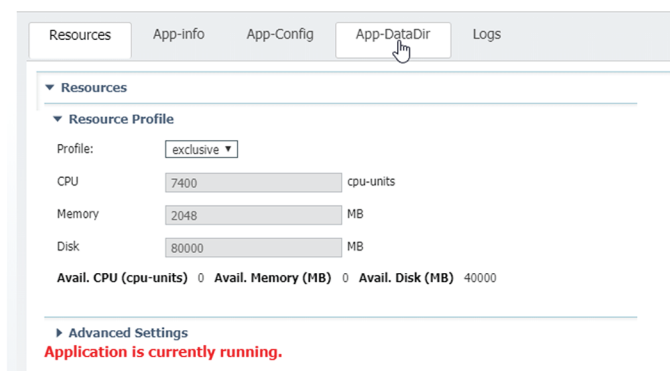 Resources App-info App-Config App-DataDir Logs
Resources
Resource Profile
Profile: exclusive
CPU 7400 cpu-units
Memory 2048 MB
Disk 80000 MB
Avail. CPU (cpu-units) 0 Avail. Memory (MB) 0 Avail. Disk (MB) 40000
Advanced Settings
Application is currently running.